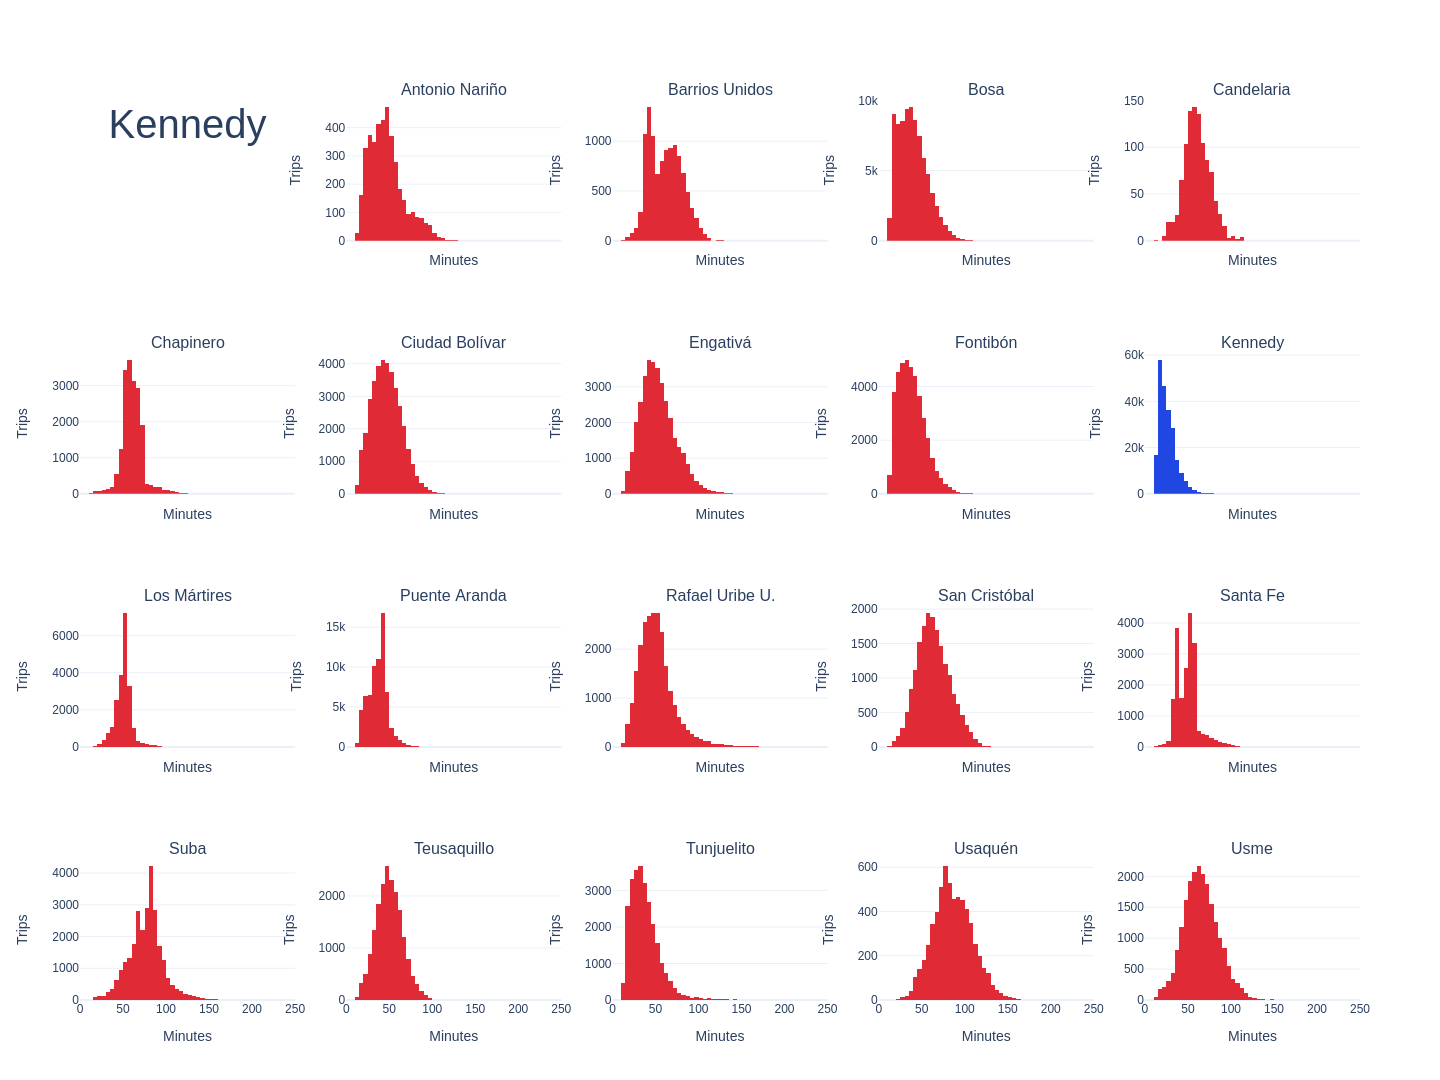 Kennedy
Antonio Nariño
Barrios Unidos
Bosa
Candelaria
Trips
400
300
200
100
0
Minutes
Trips
1000
500
0
Minutes
Trips
10k
5k
0
Minutes
Trips
150
100
50
0
Minutes
Chapinero
Ciudad Bolívar
Engativá
Fontibón
Kennedy
Trips
3000
2000
1000
0
Minutes
Trips
4000
3000
2000
1000
0
Minutes
Trips
3000
2000
1000
0
Minutes
Trips
4000
2000
0
Minutes
Trips
60k
40k
20k
0
Minutes
Los Mártires
Puente Aranda
Rafael Uribe U.
San Cristóbal
Santa Fe
Trips
6000
4000
2000
0
Minutes
Trips
15k
10k
5k
0
Minutes
Trips
2000
1000
0
Minutes
Trips
2000
1500
1000
500
0
Minutes
Trips
4000
3000
2000
1000
0
Minutes
Suba
Teusaquillo
Tunjuelito
Usaquén
Usme
Trips
4000
3000
2000
1000
0
0 50 100 150 200 250
Minutes
Trips
2000
1000
0
0 50 100 150 200 250
Minutes
Trips
3000
2000
1000
0
0 50 100 150 200 250
Minutes
Trips
600
400
200
0
0 50 100 150 200 250
Minutes
Trips
2000
1500
1000
500
0
0 50 100 150 200 250
Minutes